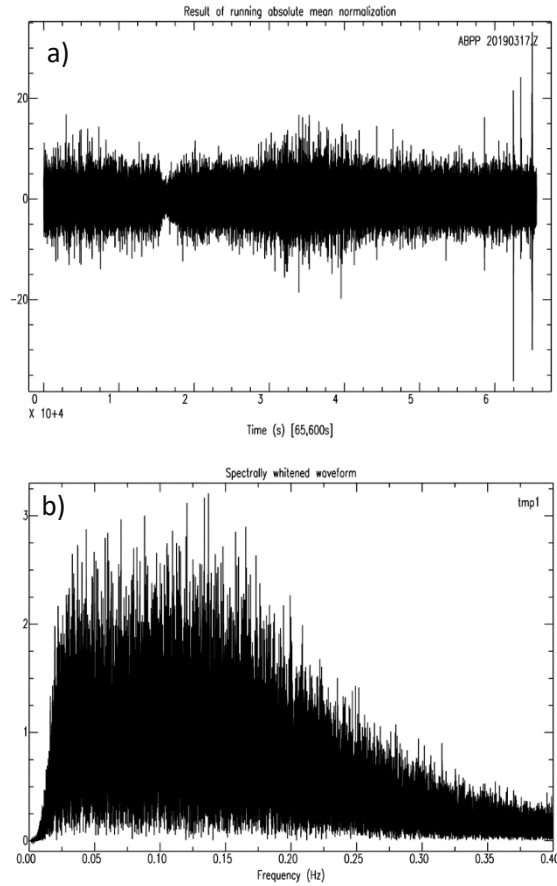 Result of running absolute mean normalization
a)
ABPP 20190317.Z
20
0
-20
0 1 2 3 4 5 6
X 10+4
Time (s) [65,600s]
Spectrally whitened waveform
b)
tmp1
3
2
1
0
0.00 0.05 0.10 0.15 0.20 0.25 0.30 0.35 0.40
Frequency (Hz)